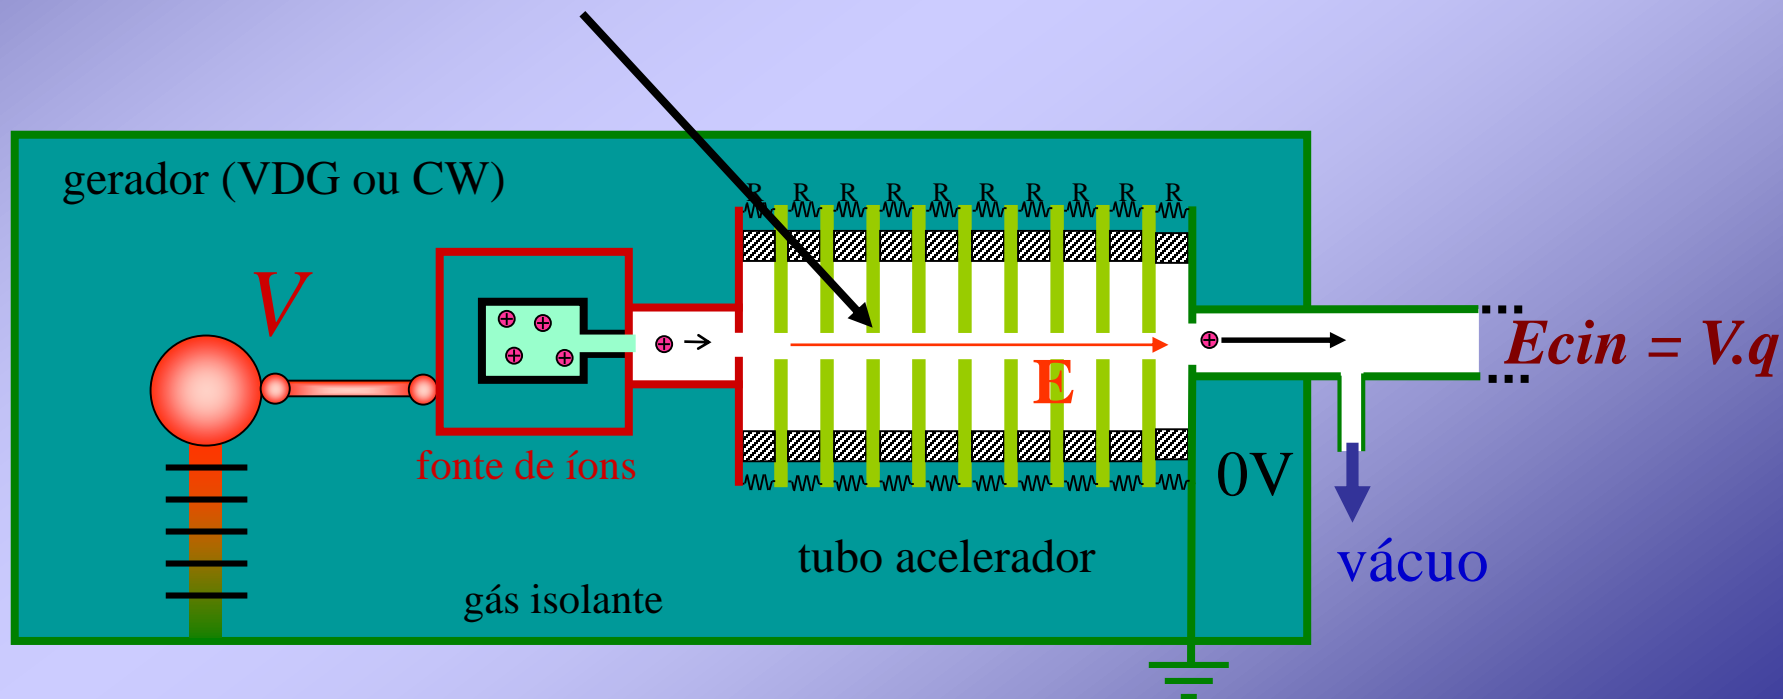 gerador (VDG ou CW)
R R R R R R R R R R
V
E
Ecin = V.q
fonte de íons
0V
tubo acelerador
vácuo
gás isolante